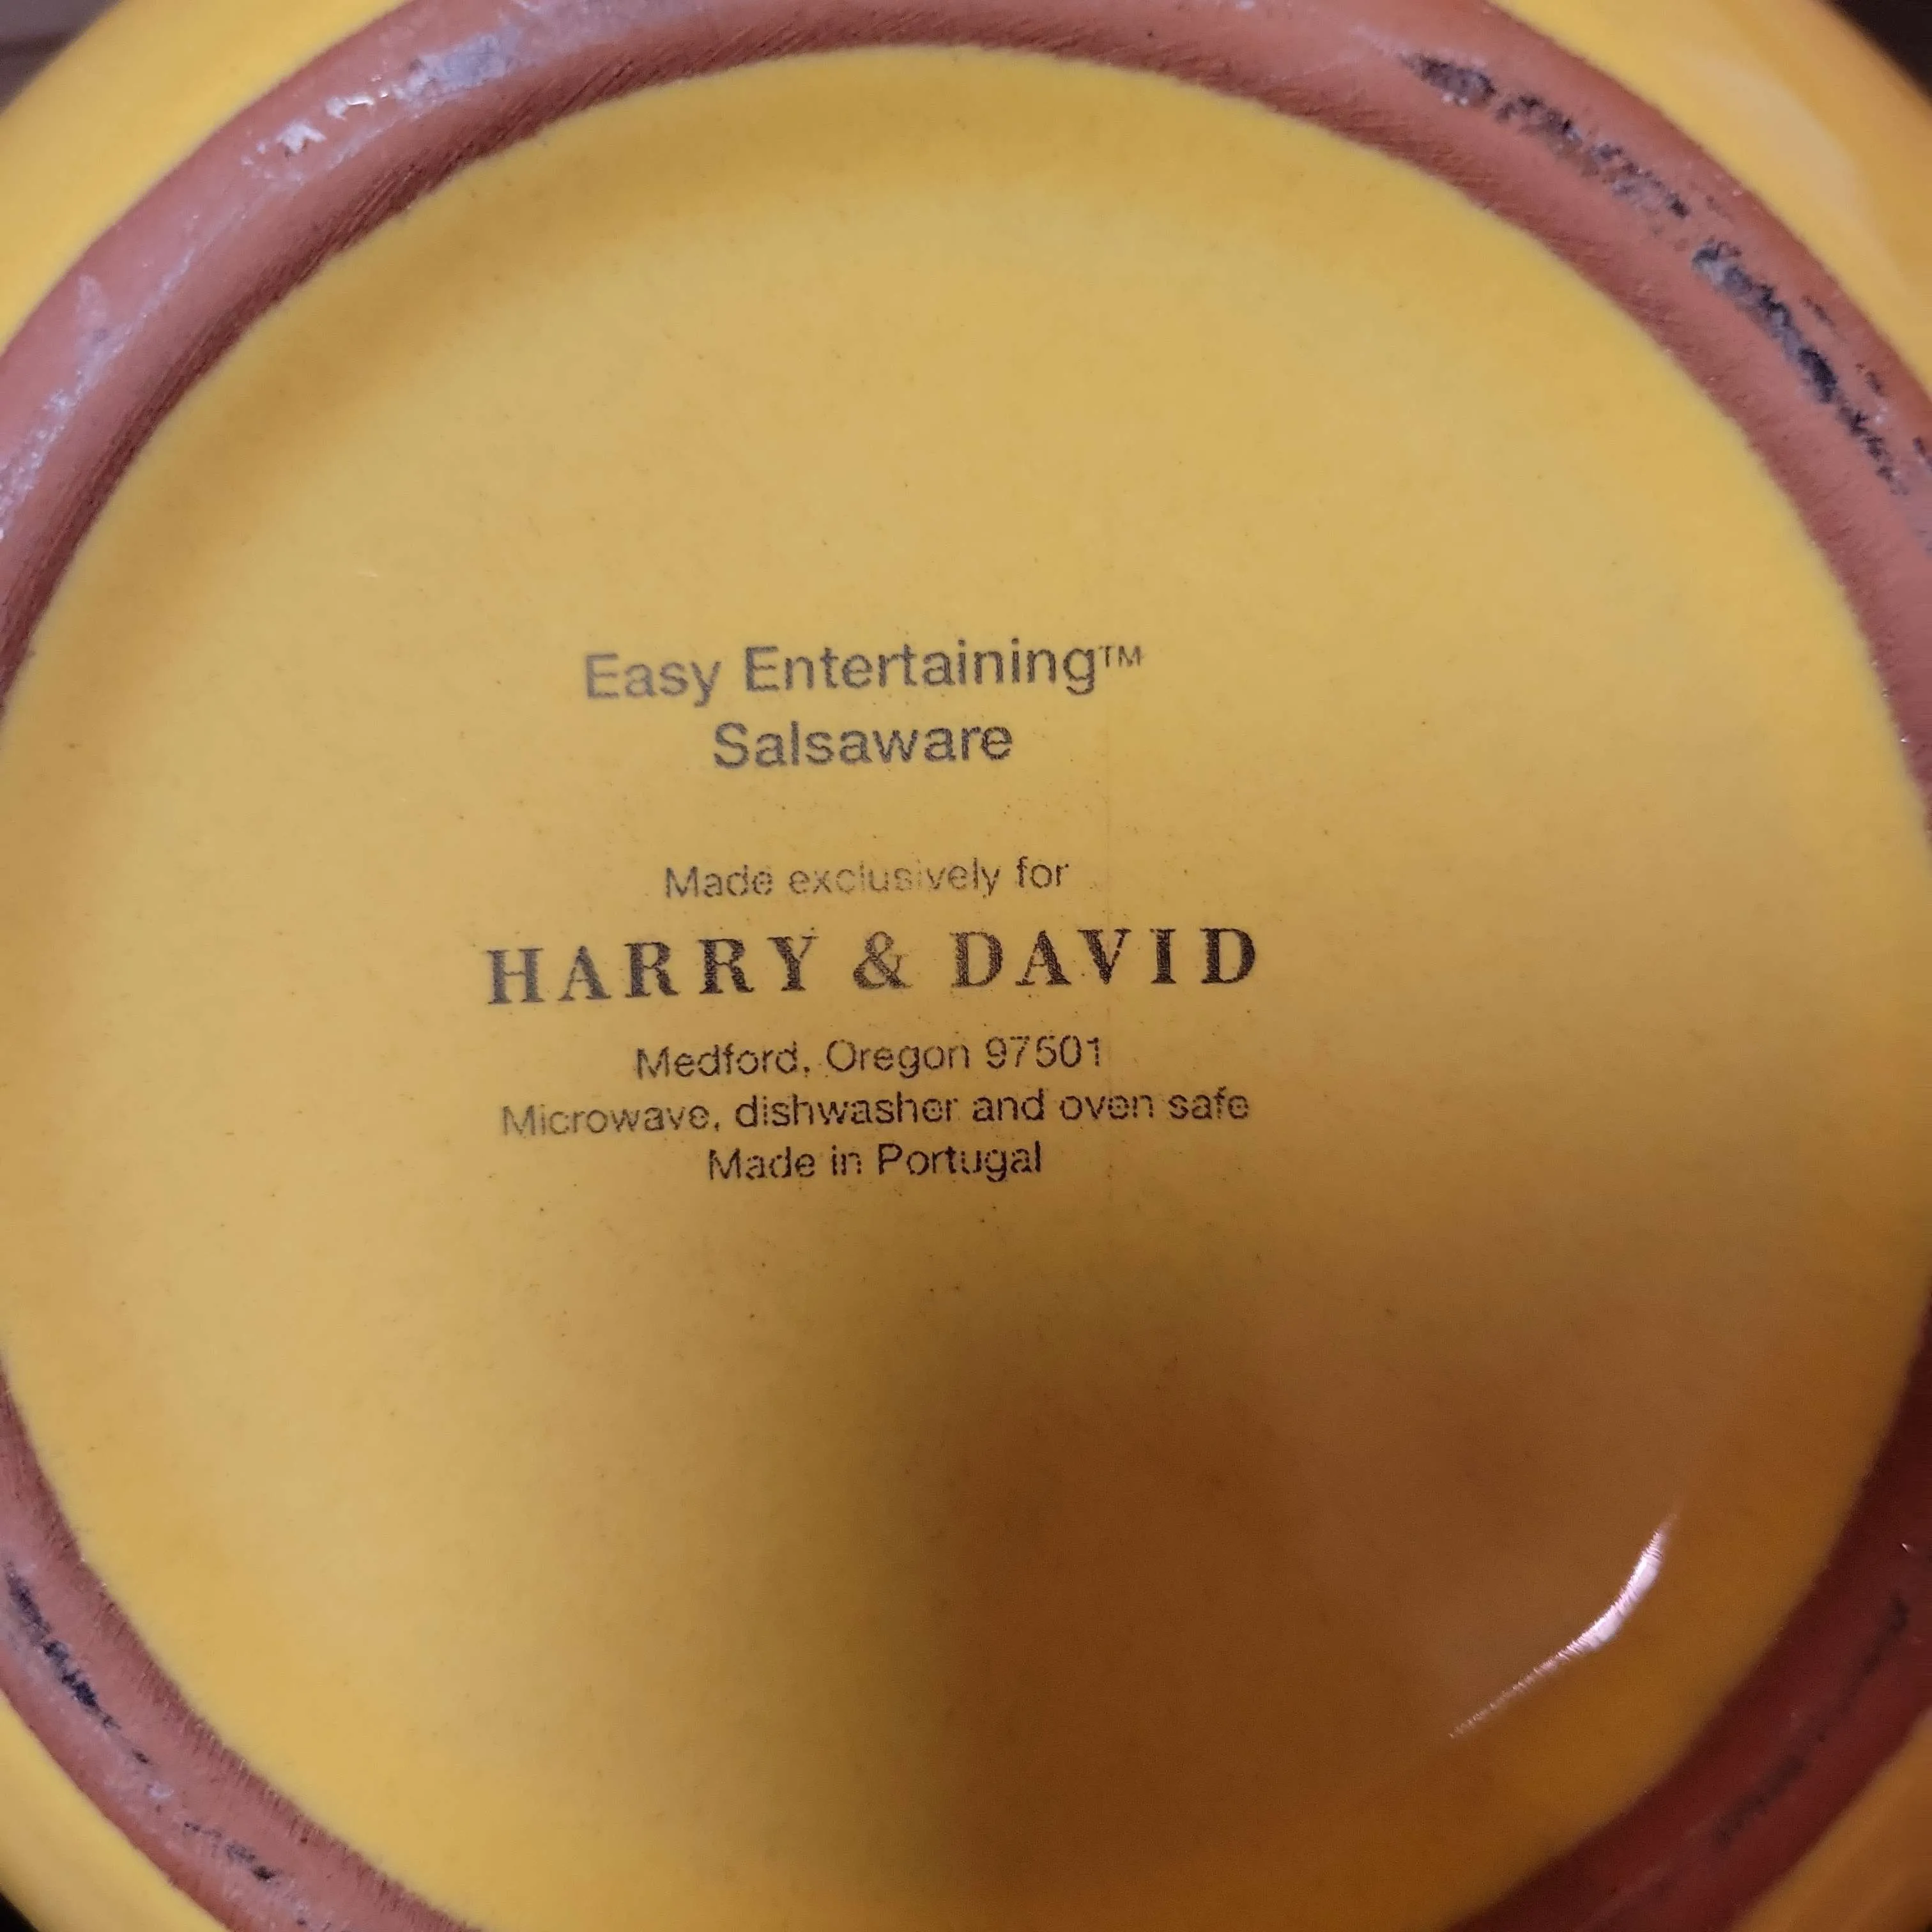 Easy Entertaining™
Salsaware
Made exclusively for
HARRY & DAVID
Medford, Oregon 97501
Microwave, dishwasher and oven safe
Made in Portugal